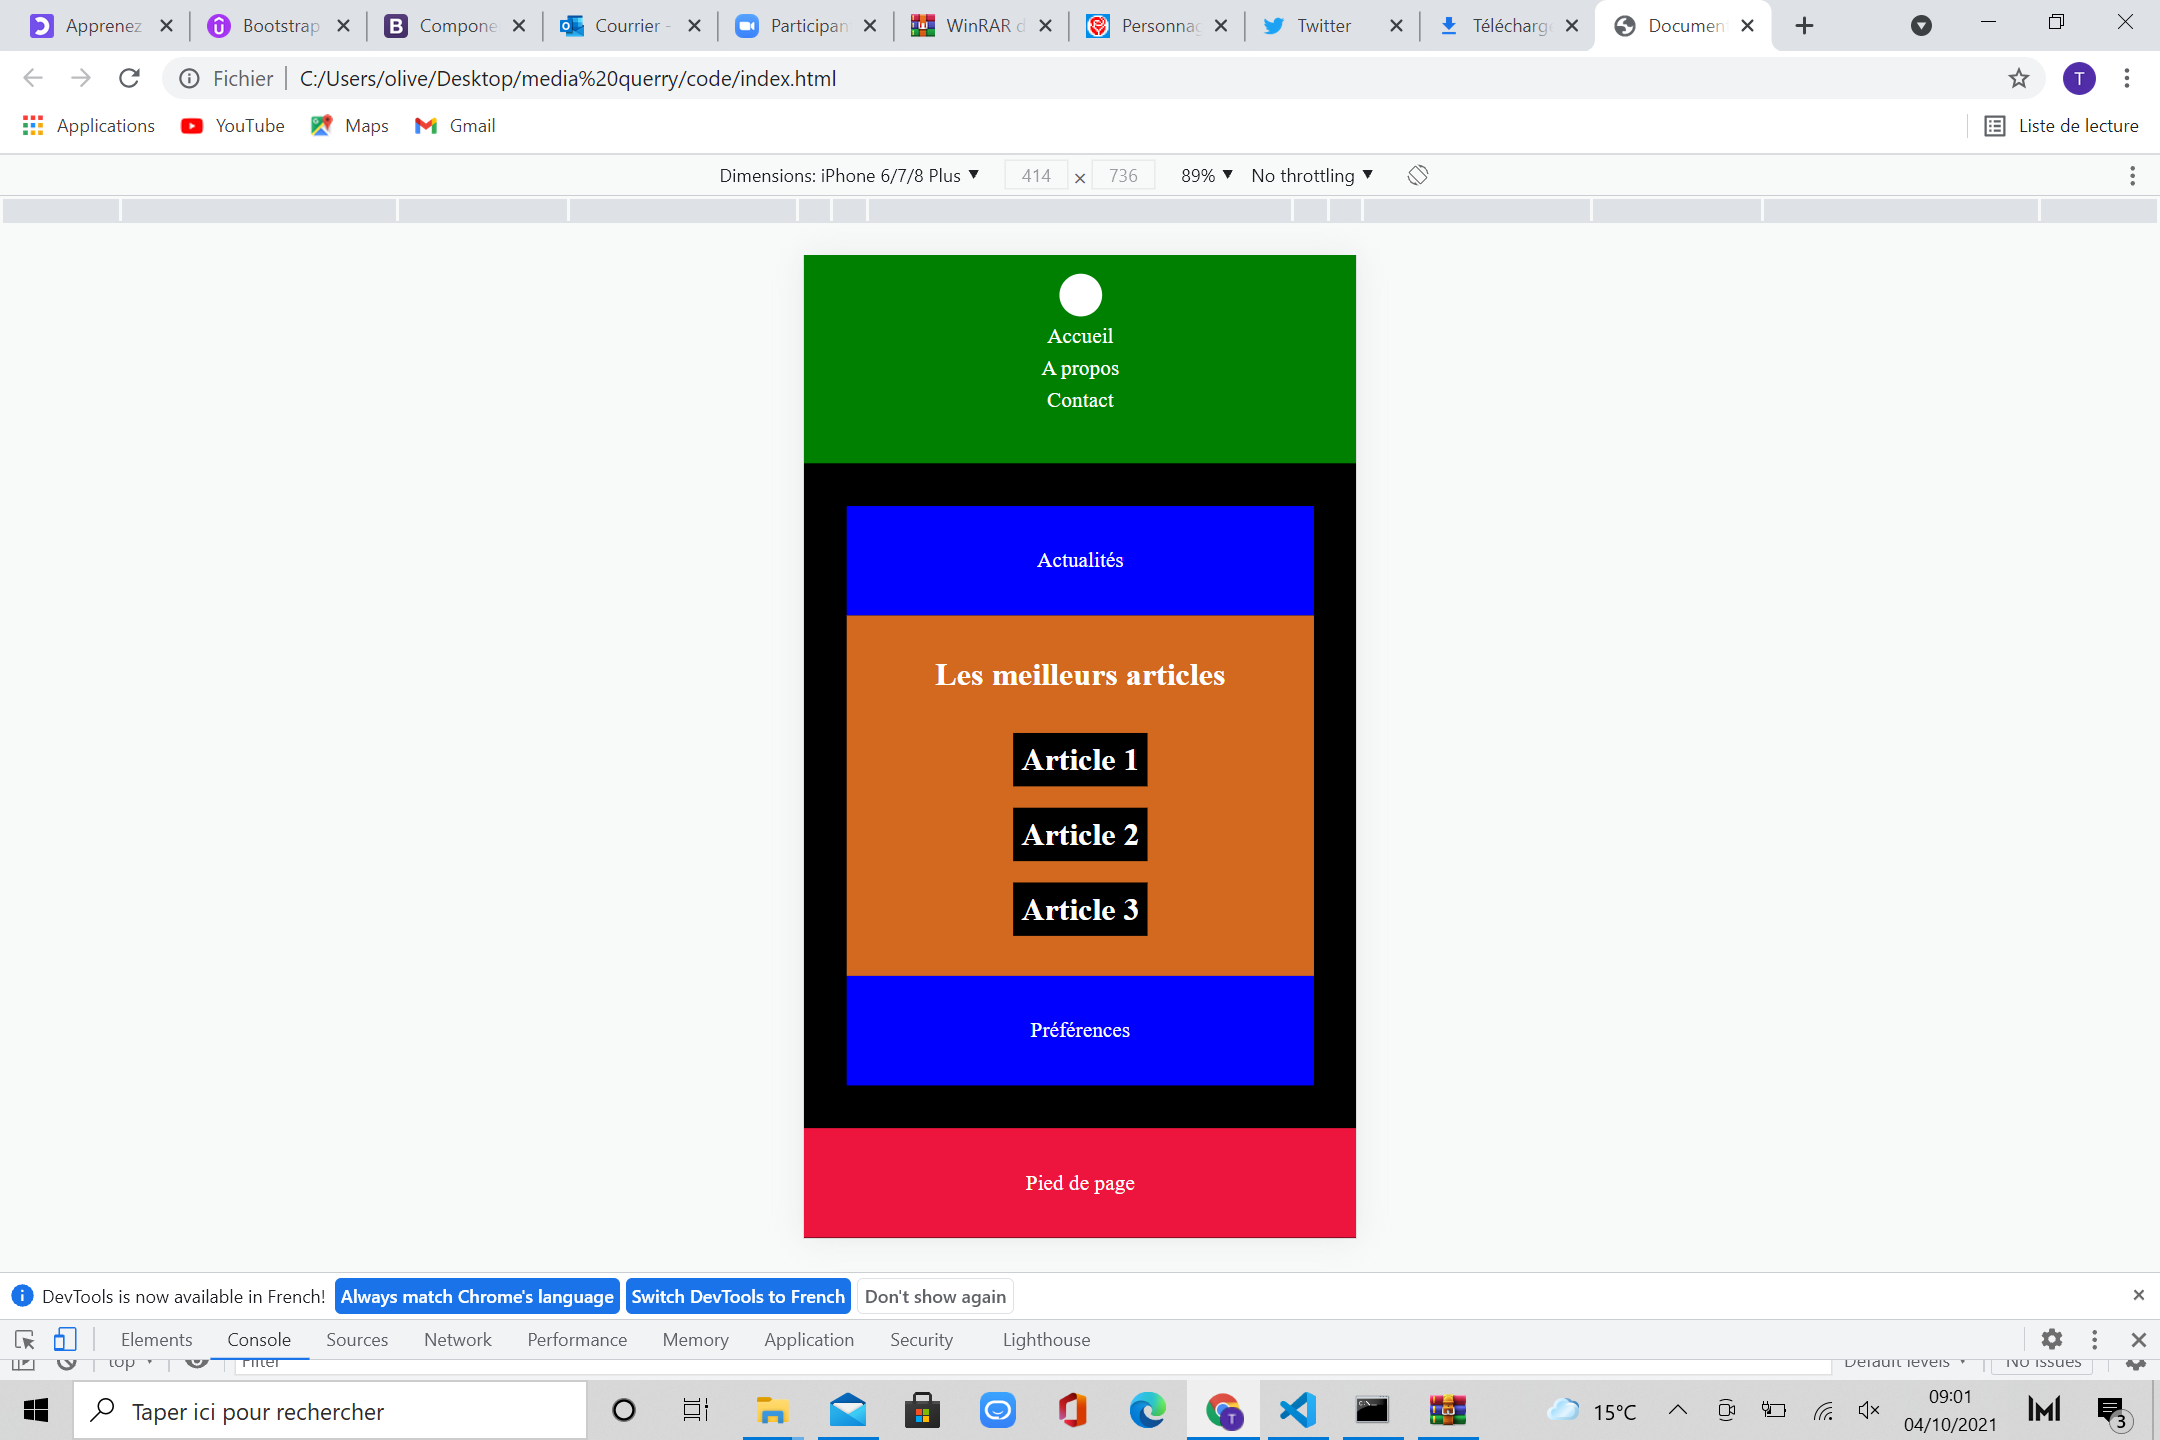 Apprenez
Bootstrap
Compone
Courrier -
Participan
WinRAR d
Personnag
Twitter
Télécharge
Documen
Fichier
C:/Users/olive/Desktop/media%20querry/code/index.html
T
Applications
YouTube
Maps
Gmail
Liste de lecture
Dimensions: iPhone 6/7/8 Plus
414 × 736
89%
No throttling
Accueil
A propos
Contact
Actualités
Les meilleurs articles
Article 1
Article 2
Article 3
Préférences
Pied de page
DevTools is now available in French!
Always match Chrome's language
Switch DevTools to French
Don't show again
Elements
Console
Sources
Network
Performance
Memory
Application
Security
Lighthouse
top
Filter
Default levels
No Issues
Taper ici pour rechercher
15°C
09:01
04/10/2021
3